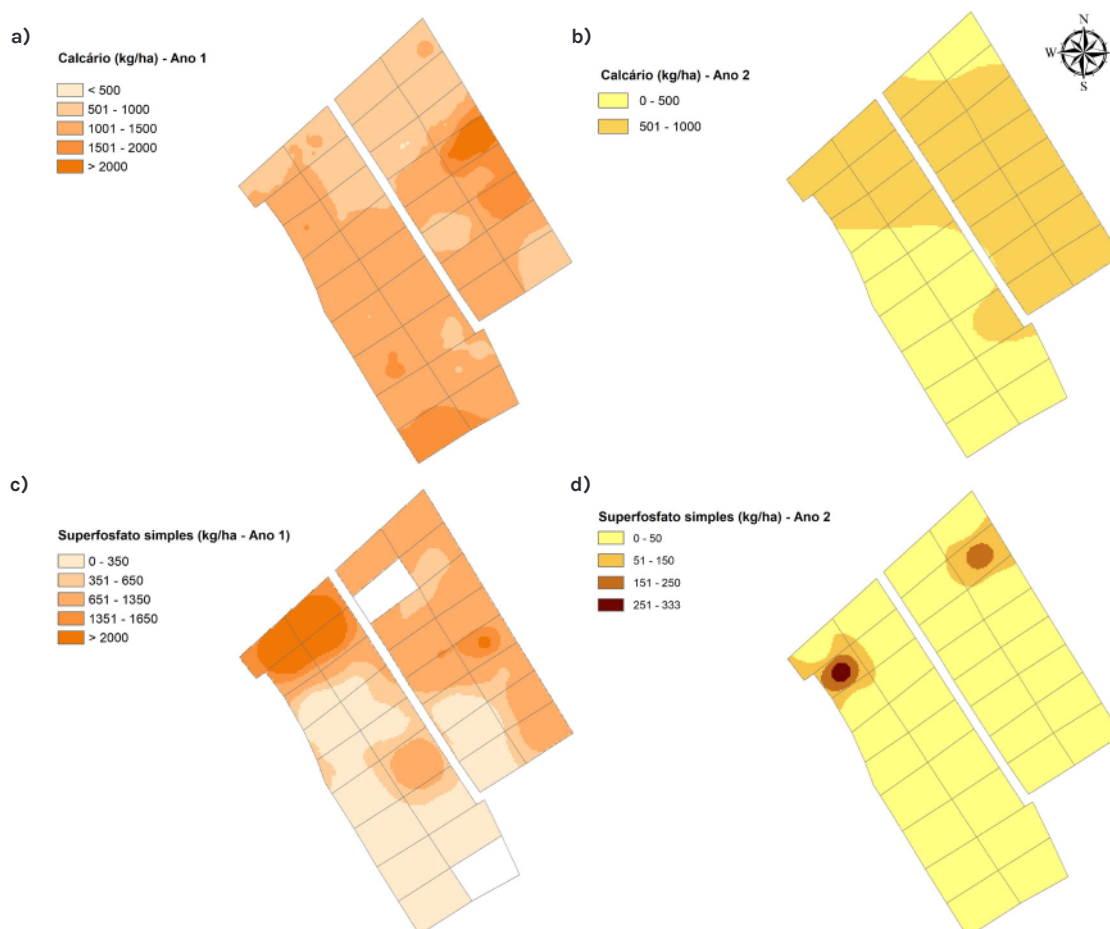 a)
Calcário (kg/ha) - Ano 1
< 500
501 - 1000
1001 - 1500
1501 - 2000
> 2000
b)
Calcário (kg/ha) - Ano 2
0 - 500
501 - 1000
N
W
E
S
c)
Superfosfato simples (kg/ha - Ano 1)
0 - 350
351 - 650
651 - 1350
1351 - 1650
> 2000
d)
Superfosfato simples (kg/ha) - Ano 2
0 - 50
51 - 150
151 - 250
251 - 333